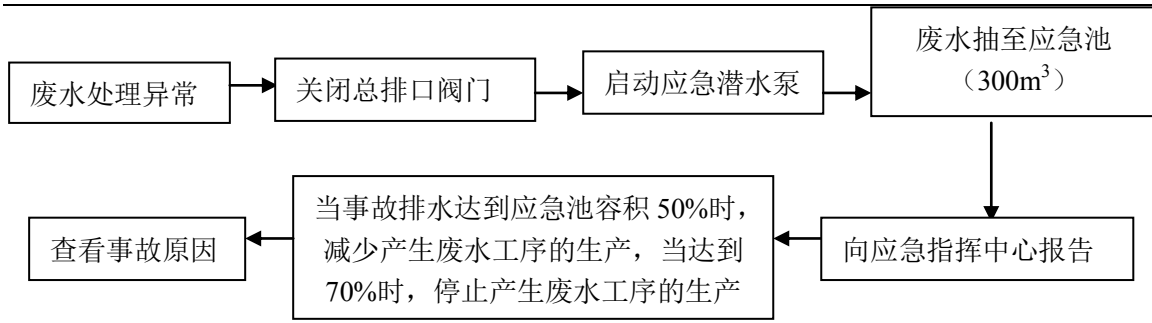 废水处理异常
关闭总排口阀门
启动应急潜水泵
废水抽至应急池
（300m³）
向应急指挥中心报告
当事故排水达到应急池容积 50%时，
减少产生废水工序的生产，当达到
70%时，停止产生废水工序的生产
查看事故原因